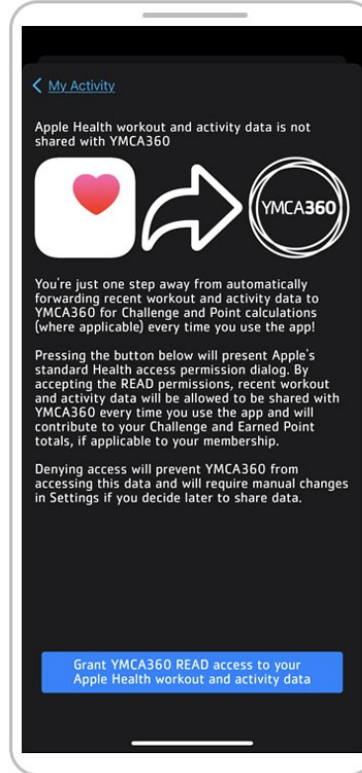 My Activity
Apple Health workout and activity data is not
shared with YMCA360
YMCA360
You're just one step away from automatically
forwarding recent workout and activity data to
YMCA360 for Challenge and Point calculations
(where applicable) every time you use the app!
Pressing the button below will present Apple's
standard Health access permission dialog. By
accepting the READ permissions, recent workout
and activity data will be allowed to be shared with
YMCA360 every time you use the app and will
contribute to your Challenge and Earned Point
totals, if applicable to your membership.
Denying access will prevent YMCA360 from
accessing this data and will require manual changes
in Settings if you decide later to share data.
Grant YMCA360 READ access to your
Apple Health workout and activity data